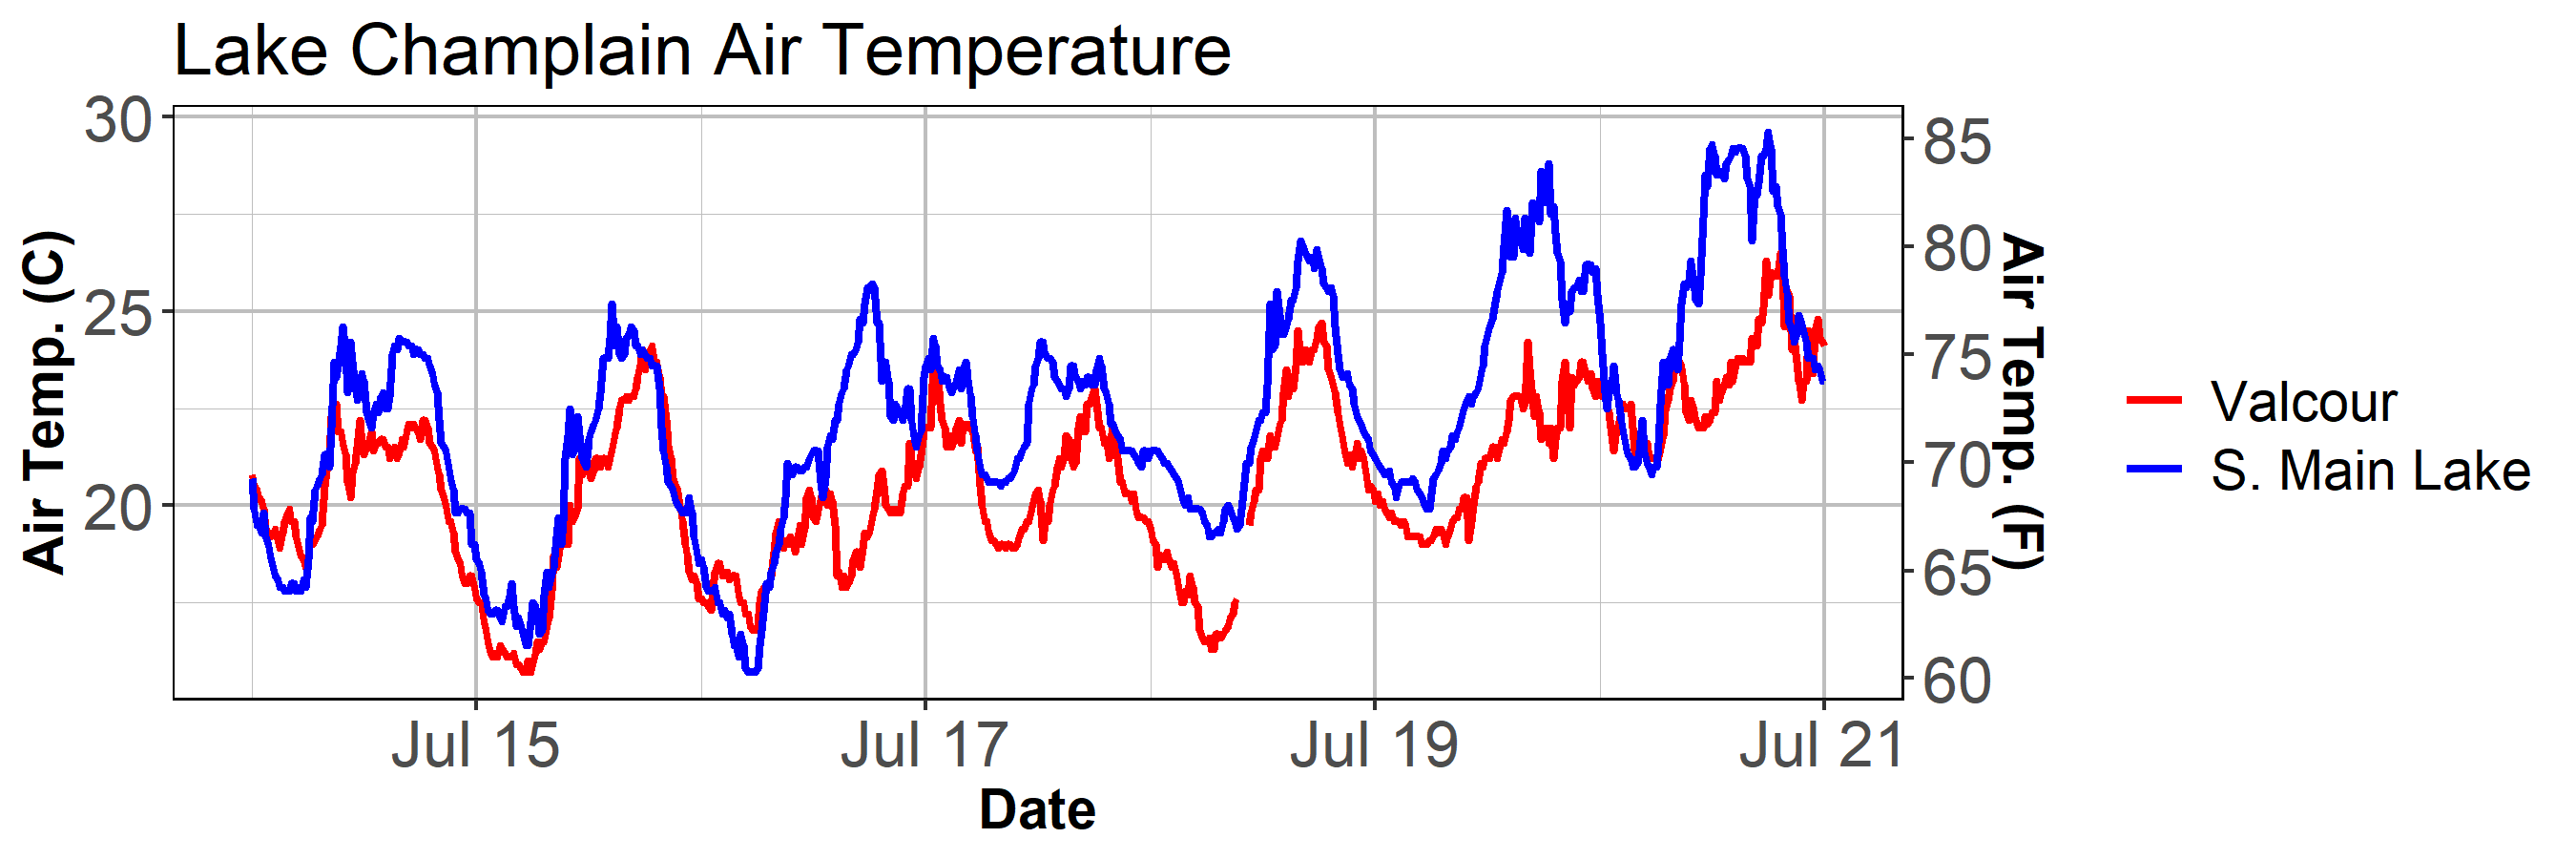 Lake Champlain Air Temperature
30
25
20
Air Temp. (C)
85
80
75
70
65
60
Air Temp. (F)
Jul 15
Jul 17
Jul 19
Jul 21
Date
Valcour
S. Main Lake